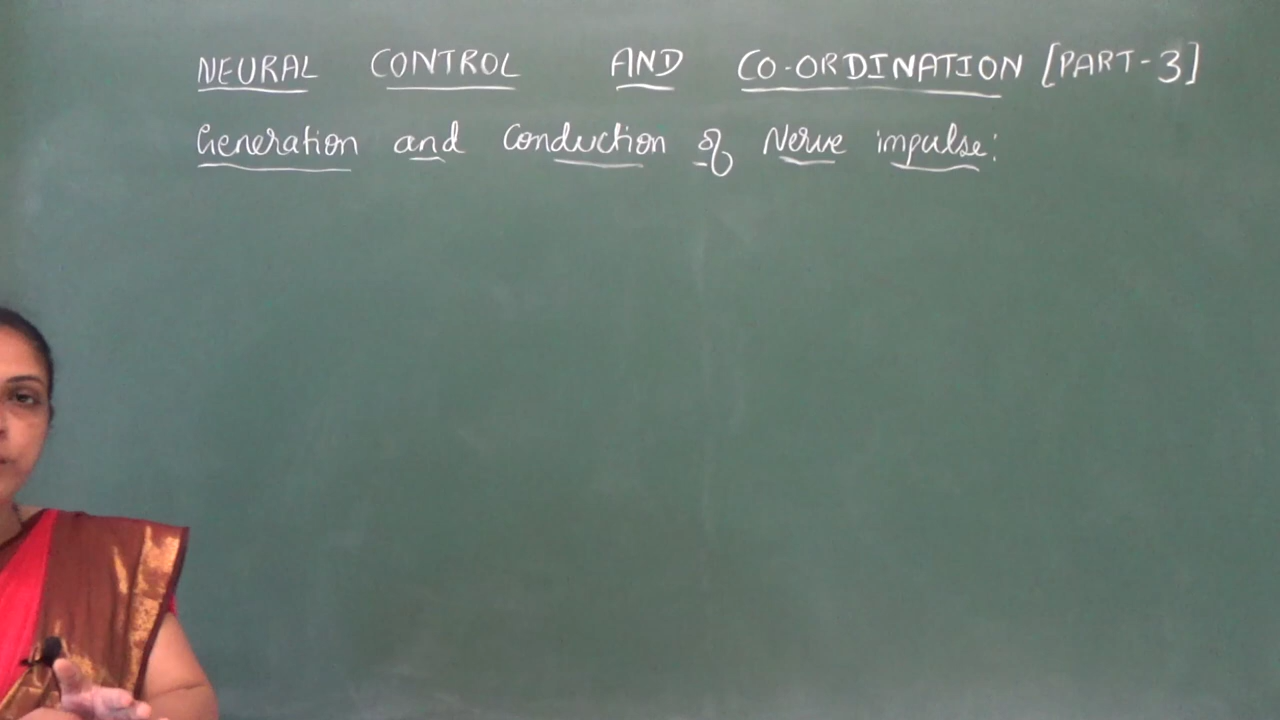 NEURAL CONTROL AND CO-ORDINATION [PART-3]
Generation and Conduction of Nerve impulse: